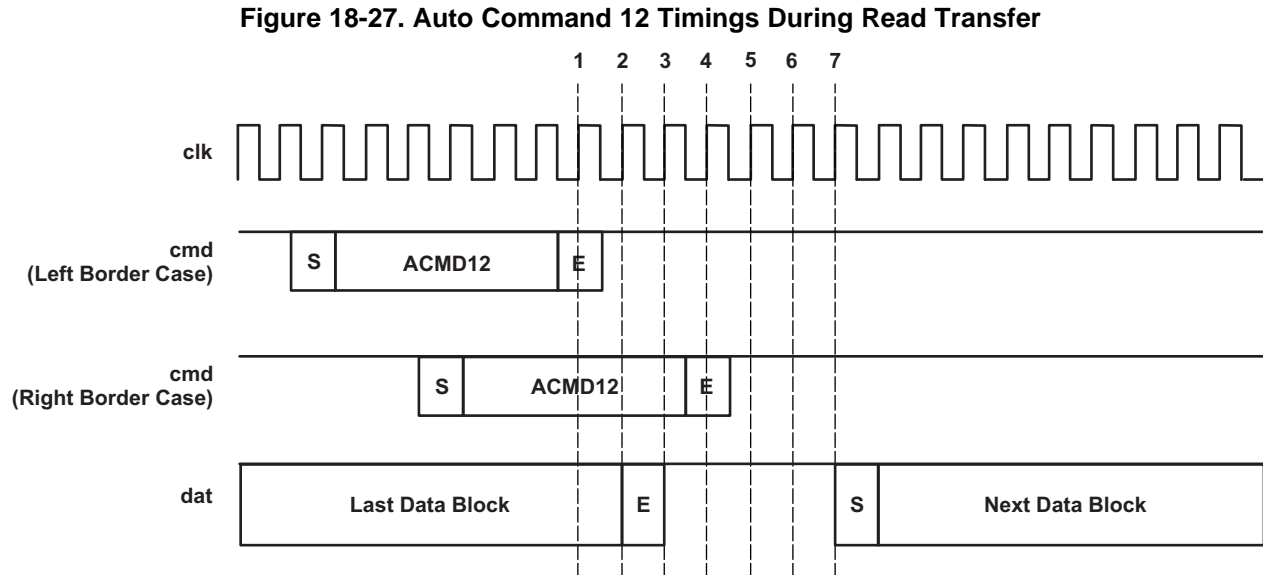 Figure 18-27. Auto Command 12 Timings During Read Transfer
1 2 3 4 5 6 7
clk
cmd
(Left Border Case)
S ACMD12 E
cmd
(Right Border Case)
S ACMD12 E
dat
Last Data Block E S Next Data Block